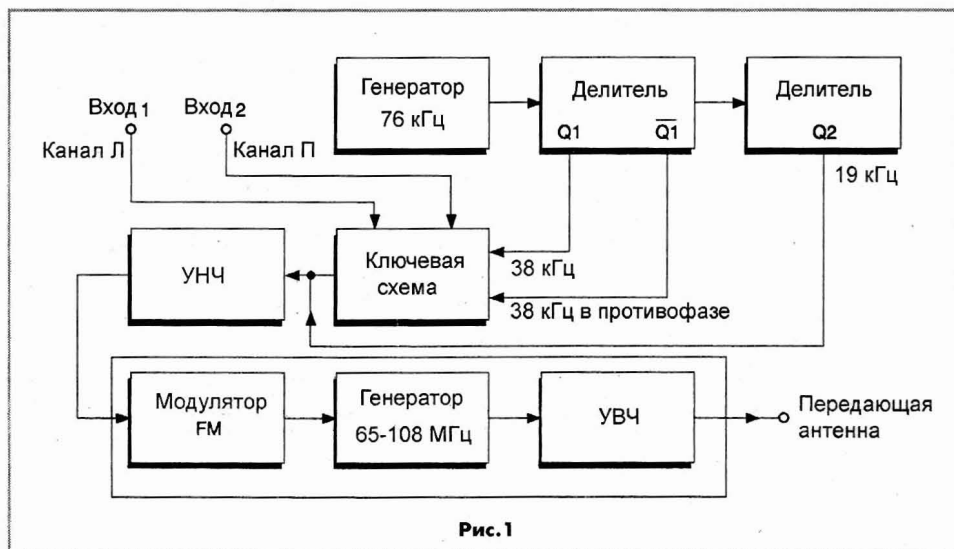 Генератор
76 кГц
Делитель
Q1 Q1
Делитель
Q2
Вход 1
Вход 2
Канал Л
Канал П
19 кГц
УНЧ
Ключевая
схема
38 кГц
38 кГц в противофазе
Модулятор
FM
Генератор
65-108 МГц
УВЧ
Передающая
антенна
Рис.1